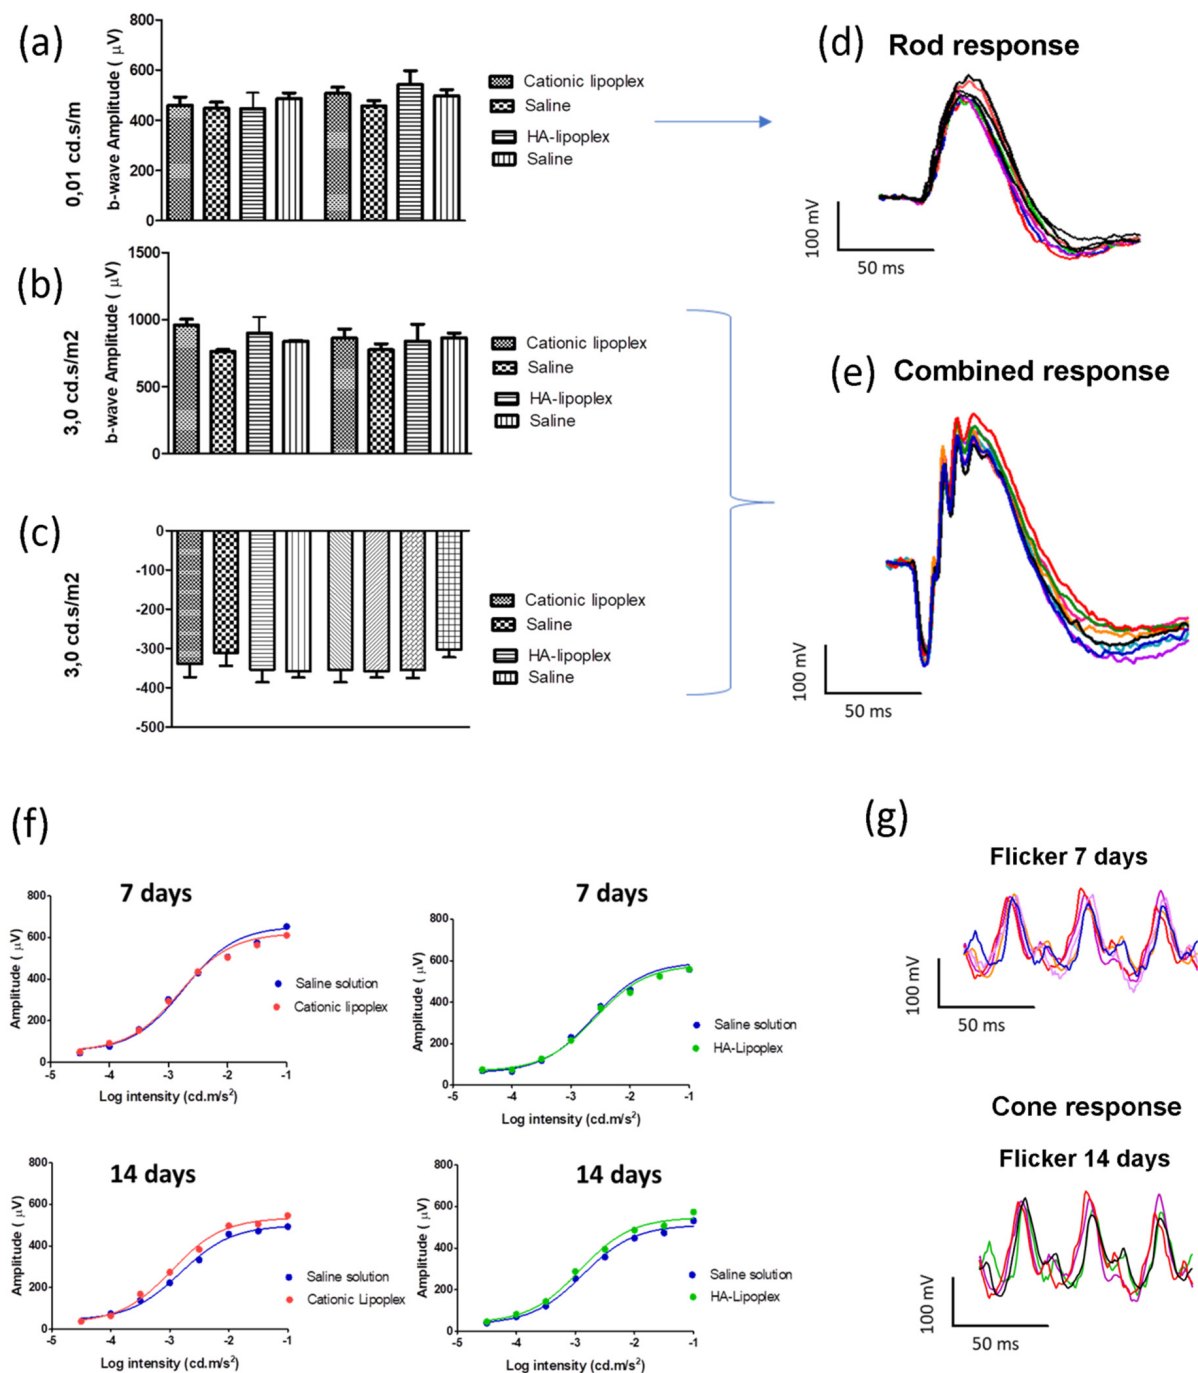 (a)
0,01 cd.s/m
b-wave Amplitude ( μV)
800
600
400
200
0
Cationic lipoplex
Saline
HA-lipoplex
Saline
(d)
Rod response
100 mV
50 ms
(b)
3,0 cd.s/m2
b-wave Amplitude ( μV)
1500
1000
500
0
Cationic lipoplex
Saline
HA-lipoplex
Saline
(e)
Combined response
100 mV
50 ms
(c)
3,0 cd.s/m2
0
-100
-200
-300
-400
-500
Cationic lipoplex
Saline
HA-lipoplex
Saline
(f)
7 days
Amplitude ( μV)
800
600
400
200
0
-5 -4 -3 -2 -1
Log intensity (cd.m/s²)
Saline solution
Cationic lipoplex
7 days
Amplitude ( μV)
800
600
400
200
0
-5 -4 -3 -2 -1
Log intensity (cd.m/s²)
Saline solution
HA-Lipoplex
14 days
Amplitude ( μV)
800
600
400
200
0
-5 -4 -3 -2 -1
Log intensity (cd.m/s²)
Saline solution
Cationic Lipoplex
14 days
Amplitude ( μV)
800
600
400
200
0
-5 -4 -3 -2 -1
Log intensity (cd.m/s²)
Saline solution
HA-Lipoplex
(g)
Flicker 7 days
100 mV
50 ms
Cone response
Flicker 14 days
100 mV
50 ms